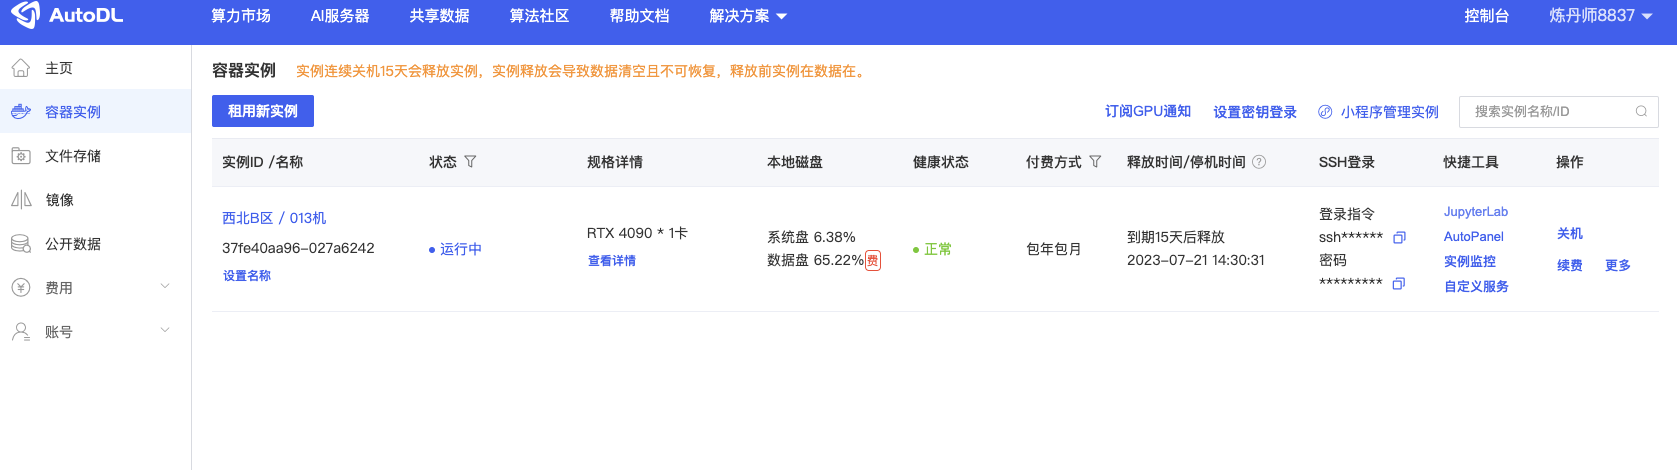 AutoDL
算力市场 AI服务器 共享数据 算法社区 帮助文档 解决方案 控制台 炼丹师8837
主页
容器实例
文件存储
镜像
公开数据
费用
账号
容器实例 实例连续关机15天会释放实例，实例释放会导致数据清空且不可恢复，释放前实例在数据在。
租用新实例 订阅GPU通知 设置密钥登录 小程序管理实例 搜索实例名称/ID
实例ID /名称 状态 规格详情 本地磁盘 健康状态 付费方式 释放时间/停机时间 SSH登录 快捷工具 操作
西北B区 / 013机
37fe40aa96-027a6242
设置名称
运行中
RTX 4090 * 1卡
查看详情
系统盘 6.38%
数据盘 65.22% 费
正常
包年包月
到期15天后释放
2023-07-21 14:30:31
登录指令
ssh******
密码
*********
JupyterLab
AutoPanel
实例监控
自定义服务
关机
续费 更多